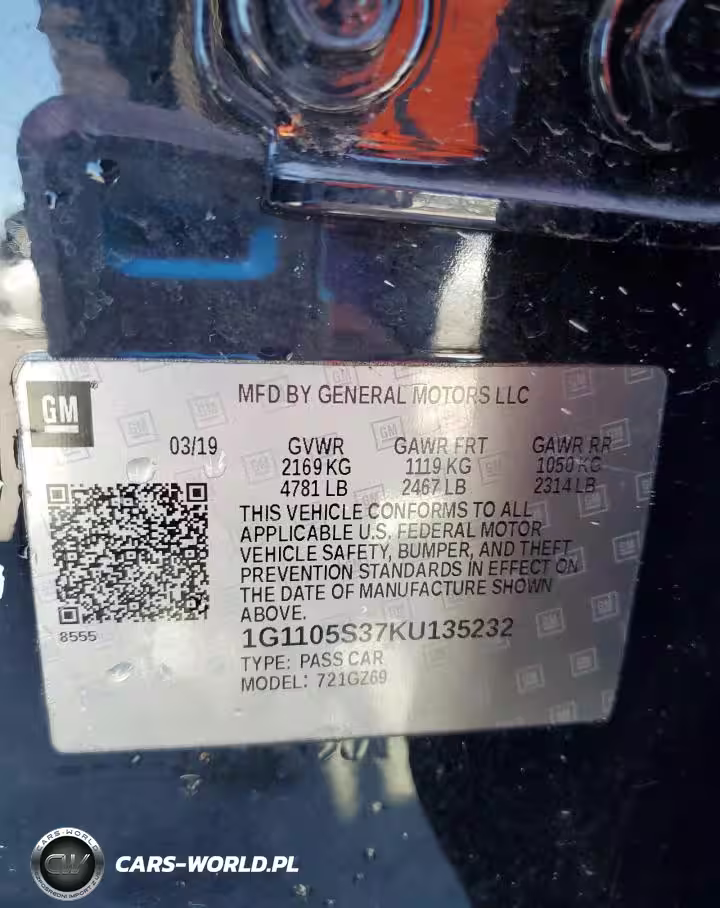 GM
MFD BY GENERAL MOTORS LLC
03/19 GVWR GAWR FRT GAWR RR
2169 KG 1119 KG 1050 KG
4781 LB 2467 LB 2314 LB
THIS VEHICLE CONFORMS TO ALL
APPLICABLE U.S. FEDERAL MOTOR
VEHICLE SAFETY, BUMPER, AND THEFT
PREVENTION STANDARDS IN EFFECT ON
THE DATE OF MANUFACTURE SHOWN
ABOVE.
8555
1G1105S37KU135232
TYPE: PASS CAR
MODEL: 721GZ69
CARS-WORLD
CW
CARS-WORLD.PL